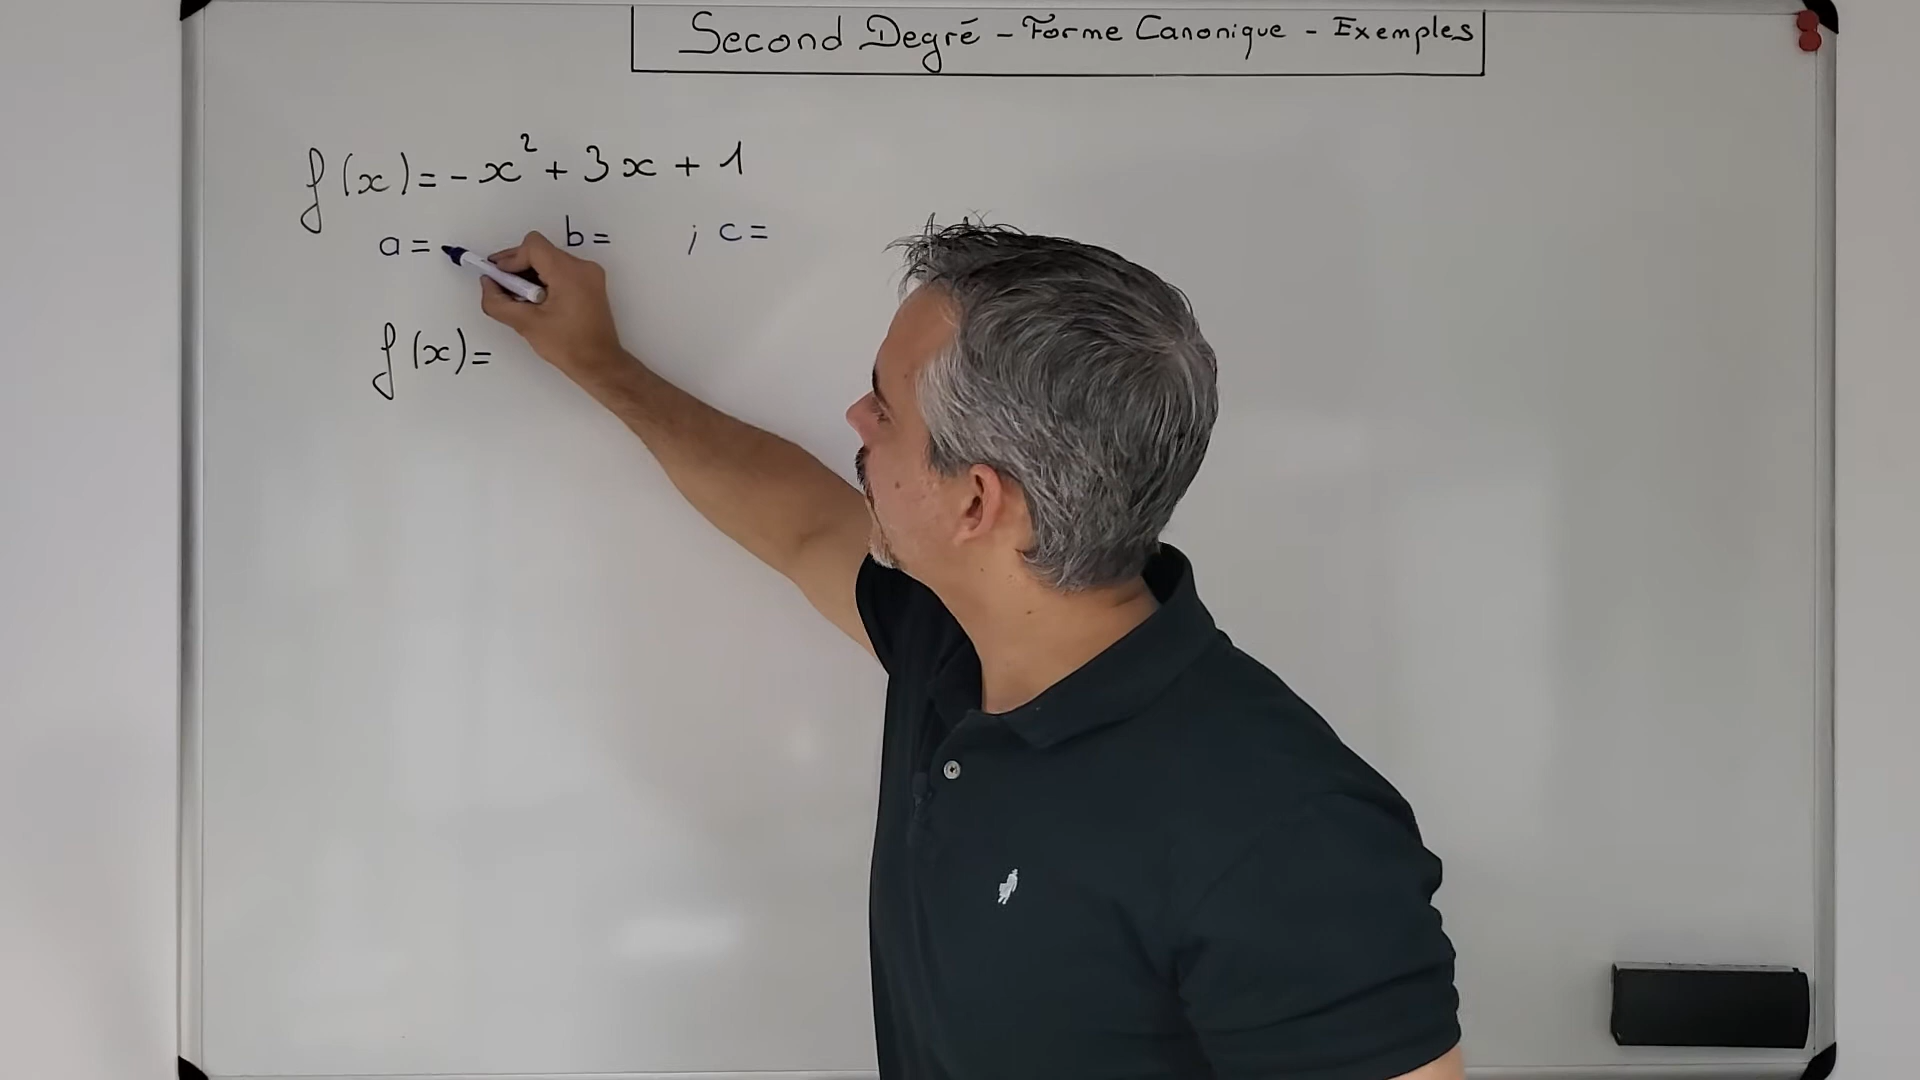 Second Degré - Forme Canonique - Exemples
f(x) = -x² + 3x + 1
a = b = ; c =
f(x) =